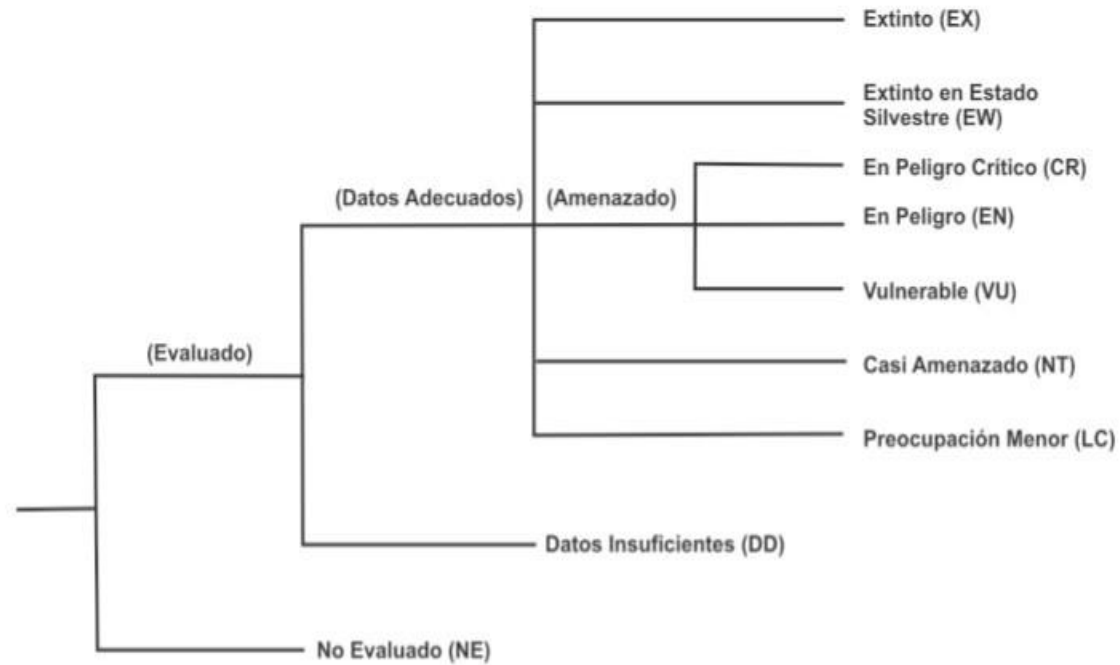 Extinto (EX)
Extinto en Estado
Silvestre (EW)
En Peligro Crítico (CR)
(Datos Adecuados)
(Amenazado)
En Peligro (EN)
Vulnerable (VU)
(Evaluado)
Casi Amenazado (NT)
Preocupación Menor (LC)
Datos Insuficientes (DD)
No Evaluado (NE)